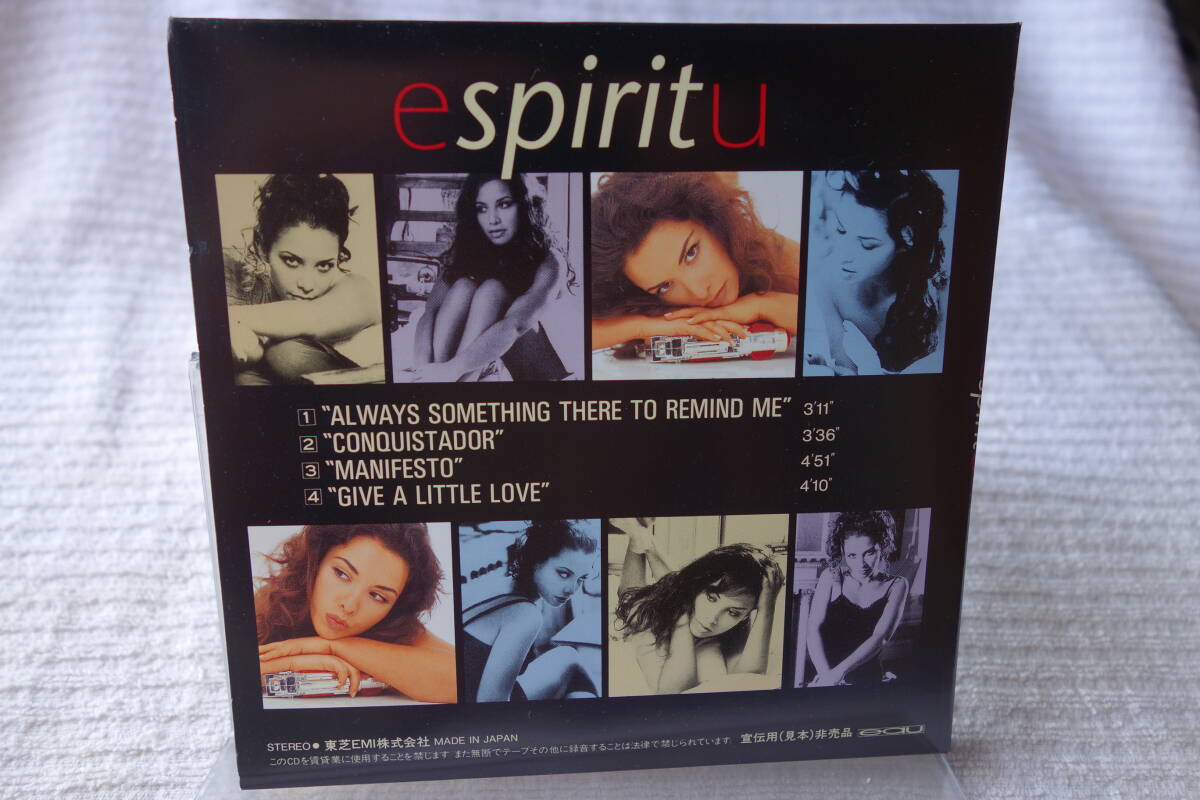 espiritu
1 "ALWAYS SOMETHING THERE TO REMIND ME" 3'11"
2 "CONQUISTADOR" 3'36"
3 "MANIFESTO" 4'51"
4 "GIVE A LITTLE LOVE" 4'10"
STEREO● 東芝EMI株式会社 MADE IN JAPAN 宣伝用(見本)非売品 eau
このCDを賃貸業に使用することを禁じます また無断でテープその他に録音することは法律で禁じられています